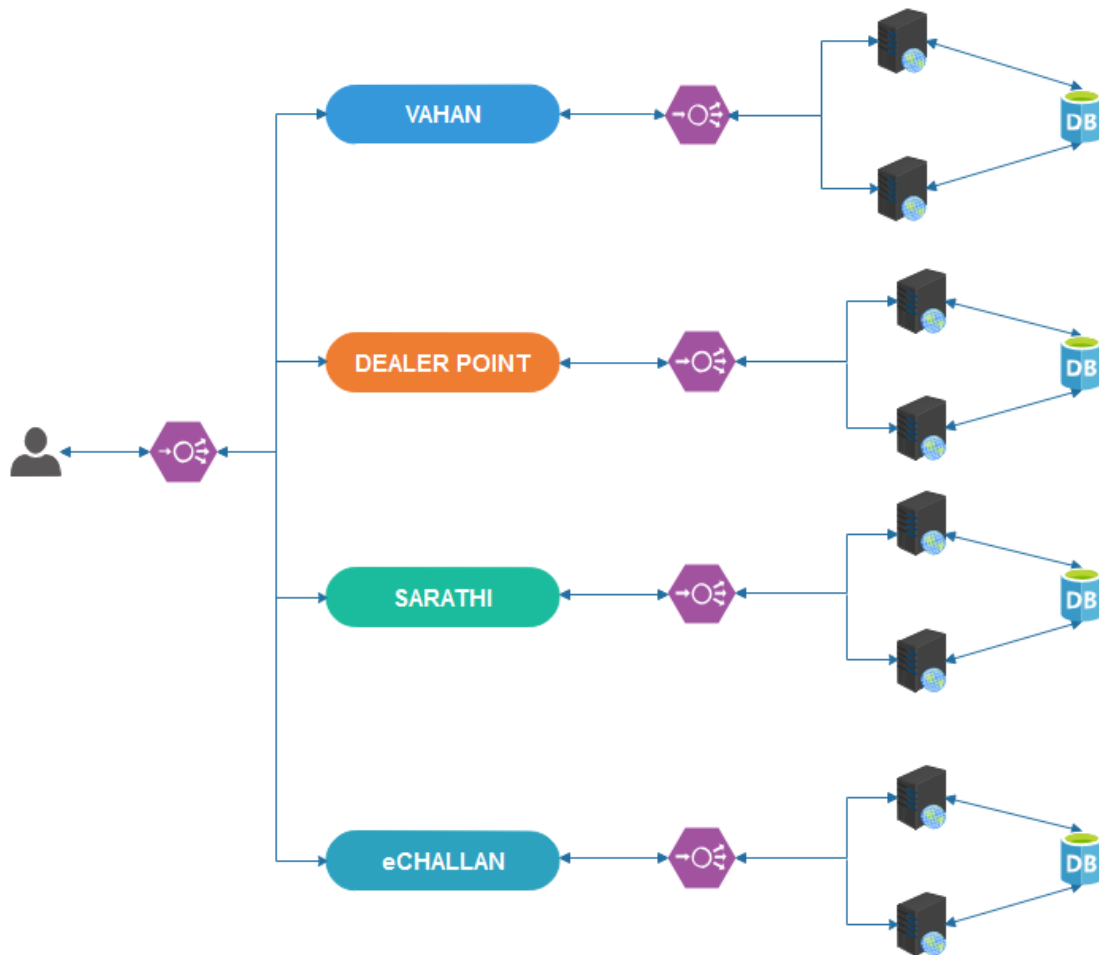 VAHAN
DB
DEALER POINT
DB
SARATHI
DB
eCHALLAN
DB